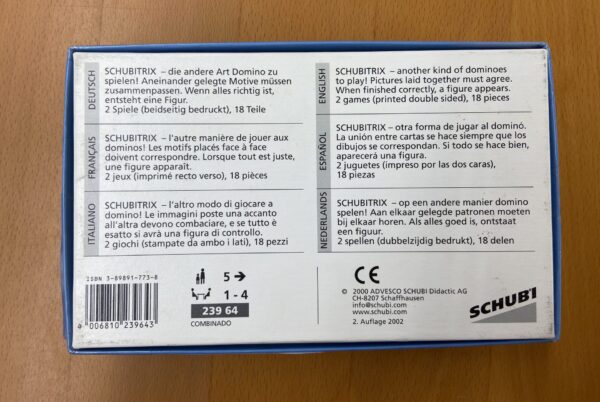 DEUTSCH
SCHUBITRIX – die andere Art Domino zu
spielen! Aneinander gelegte Motive müssen
zusammenpassen. Wenn alles richtig ist,
entsteht eine Figur.
2 Spiele (beidseitig bedruckt), 18 Teile
FRANÇAIS
SCHUBITRIX – l'autre manière de jouer aux
dominos! Les motifs placés face à face
doivent correspondre. Lorsque tout est juste,
une figure apparaît.
2 jeux (imprimé recto verso), 18 pièces
ITALIANO
SCHUBITRIX – l'altro modo di giocare a
domino! Le immagini poste una accanto
all'altra devono combaciare, e se tutto è
esatto si avrà una figura di controllo.
2 giochi (stampate da ambo i lati), 18 pezzi
ENGLISH
SCHUBITRIX – another kind of dominoes
to play! Pictures laid together must agree.
When finished correctly, a figure appears.
2 games (printed double sided), 18 pieces
ESPAÑOL
SCHUBITRIX – otra forma de jugar al dominó.
La unión entre cartas se hace siempre que los
dibujos se correspondan. Si todo se hace bien,
aparecerá una figura.
2 juguetes (impreso por las dos caras),
18 piezas
NEDERLANDS
SCHUBITRIX – op een andere manier domino
spelen! Aan elkaar gelegde patronen moeten
bij elkaar horen. Als alles goed is, ontstaat
een figuur.
2 spellen (dubbelzijdig bedrukt), 18 delen
ISBN 3-89891-773-8
4 006810 239643
5 →
1 - 4
239 64
COMBINADO
CE
© 2000 ADVESCO SCHUBI Didactic AG
CH-8207 Schaffhausen
info@schubi.com
www.schubi.com
2. Auflage 2002
SCHUBI